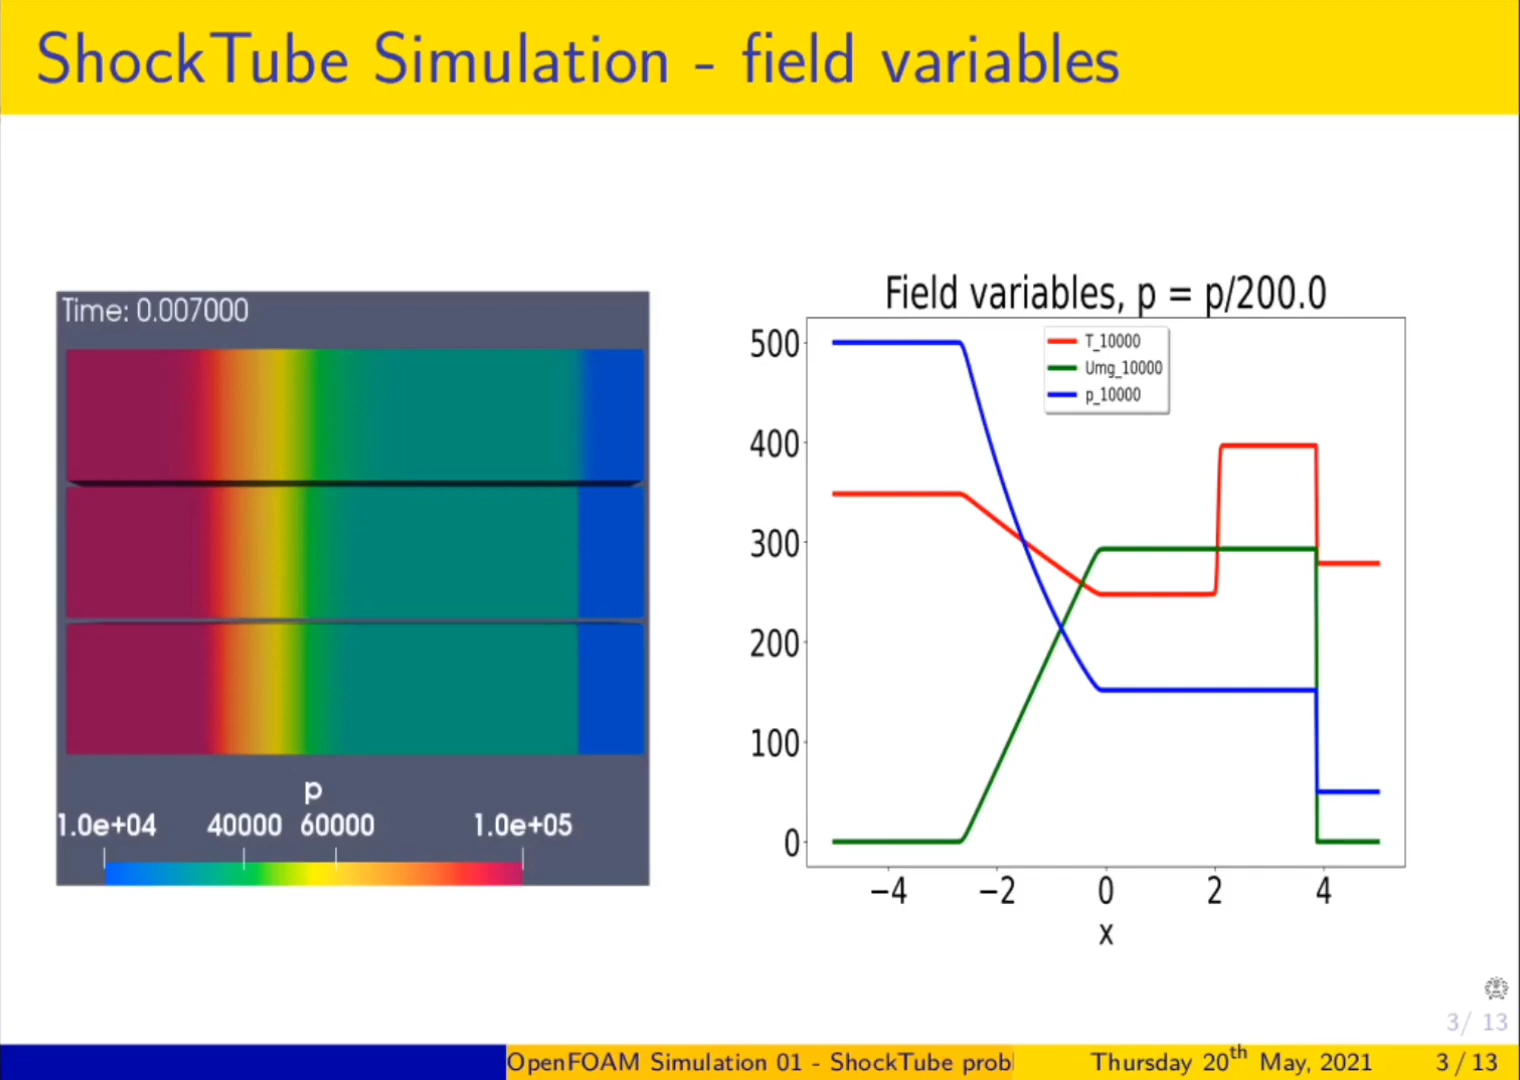 ShockTube Simulation - field variables
Time: 0.007000
p
1.0e+04 40000 60000 1.0e+05
Field variables, p = p/200.0
T_10000
Umg_10000
p_10000
500
400
300
200
100
0
−4 −2 0 2 4
x
3/ 13
OpenFOAM Simulation 01 - ShockTube prob
Thursday 20th May, 2021
3 / 13